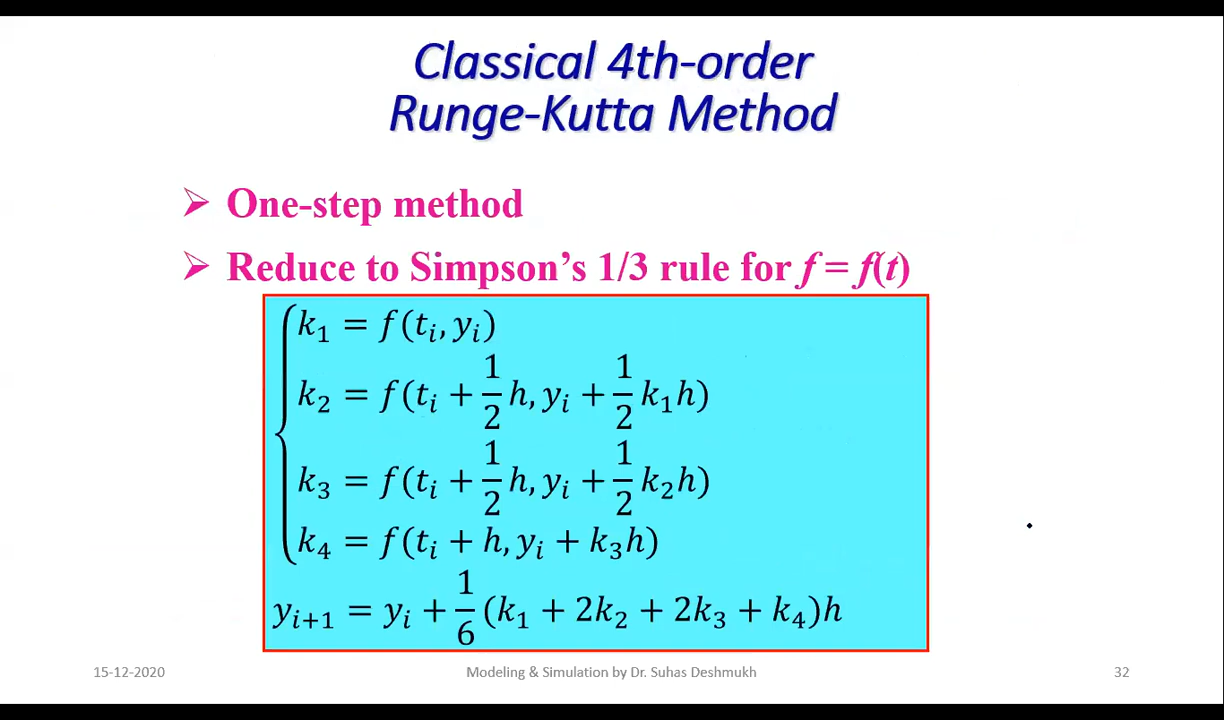 Classical 4th-order
Runge-Kutta Method
➢ One-step method
➢ Reduce to Simpson's 1/3 rule for f = f(t)
k₁ = f(tᵢ, yᵢ)
k₂ = f(tᵢ + 1/2 h, yᵢ + 1/2 k₁h)
k₃ = f(tᵢ + 1/2 h, yᵢ + 1/2 k₂h)
k₄ = f(tᵢ + h, yᵢ + k₃h)
yᵢ₊₁ = yᵢ + 1/6 (k₁ + 2k₂ + 2k₃ + k₄)h
15-12-2020 Modeling & Simulation by Dr. Suhas Deshmukh 32